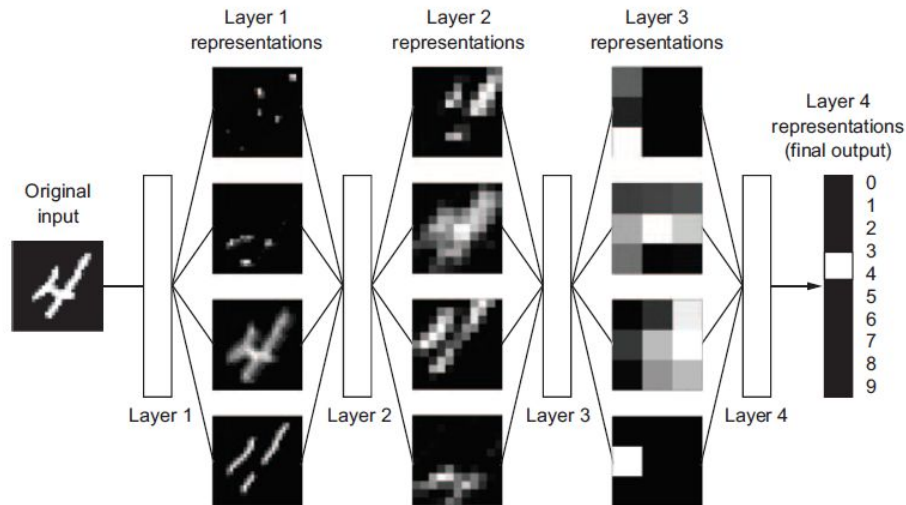 Layer 1
representations
Layer 2
representations
Layer 3
representations
Layer 4
representations
(final output)
Original
input
0
1
2
3
4
5
6
7
8
9
Layer 1
Layer 2
Layer 3
Layer 4